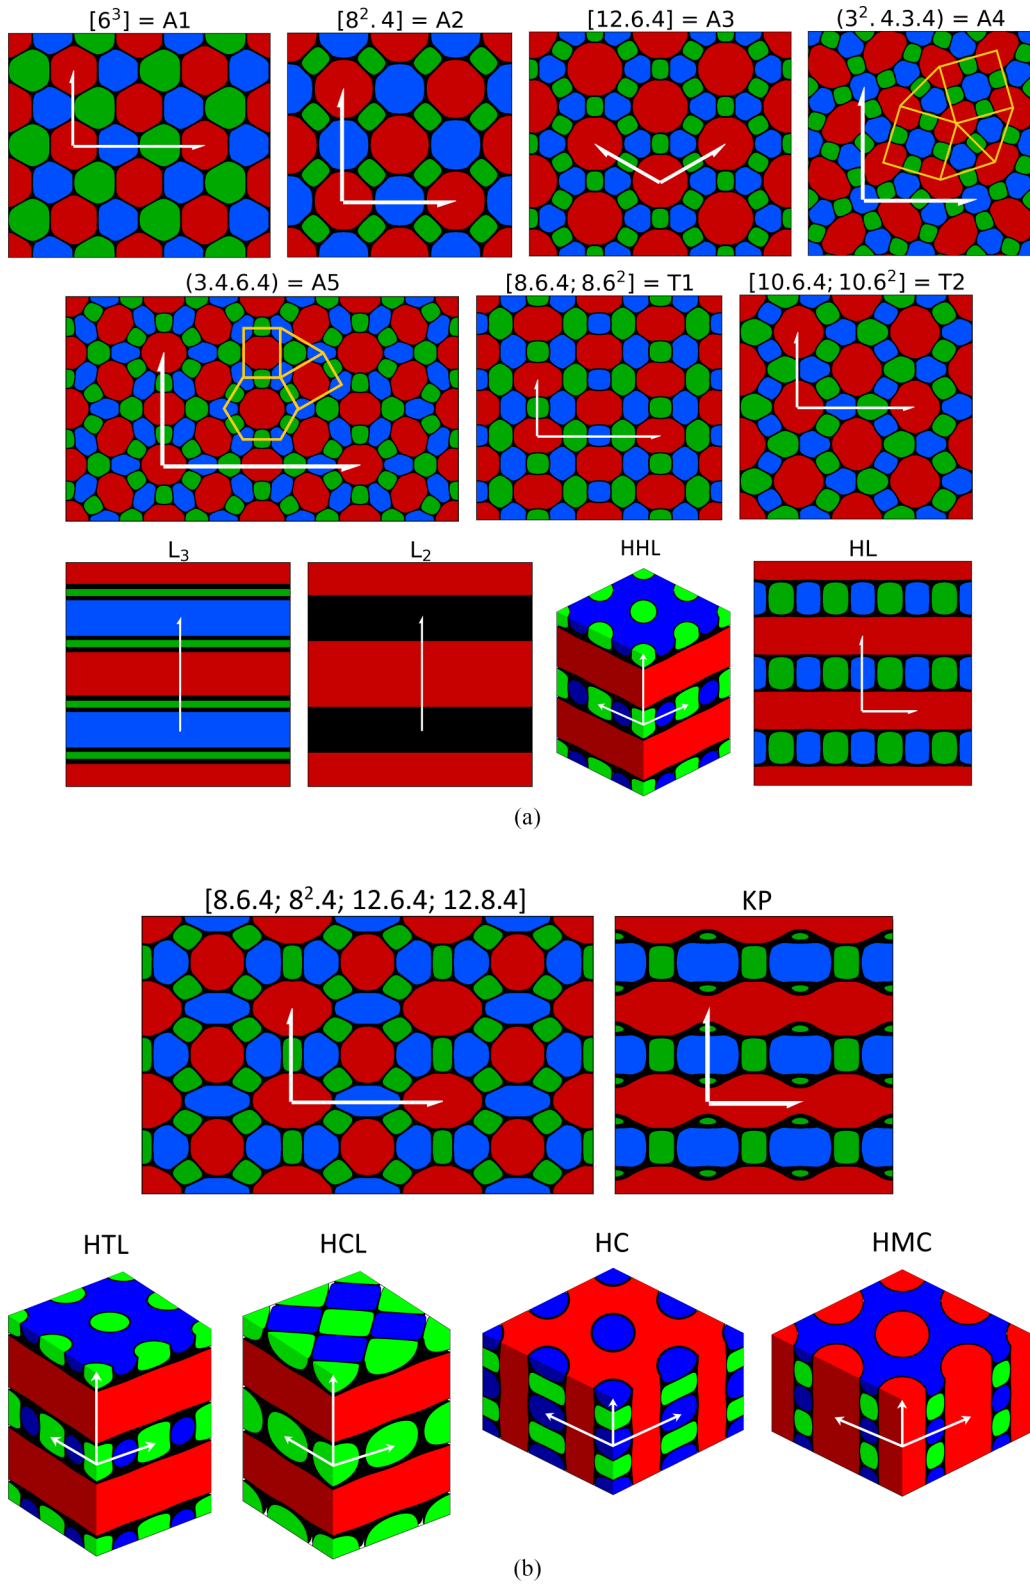 [6³] = A1 [8².4] = A2 [12.6.4] = A3 (3².4.3.4) = A4
(3.4.6.4) = A5 [8.6.4; 8.6²] = T1 [10.6.4; 10.6²] = T2
L₃ L₂ HHL HL
(a)
[8.6.4; 8².4; 12.6.4; 12.8.4] KP
HTL HCL HC HMC
(b)